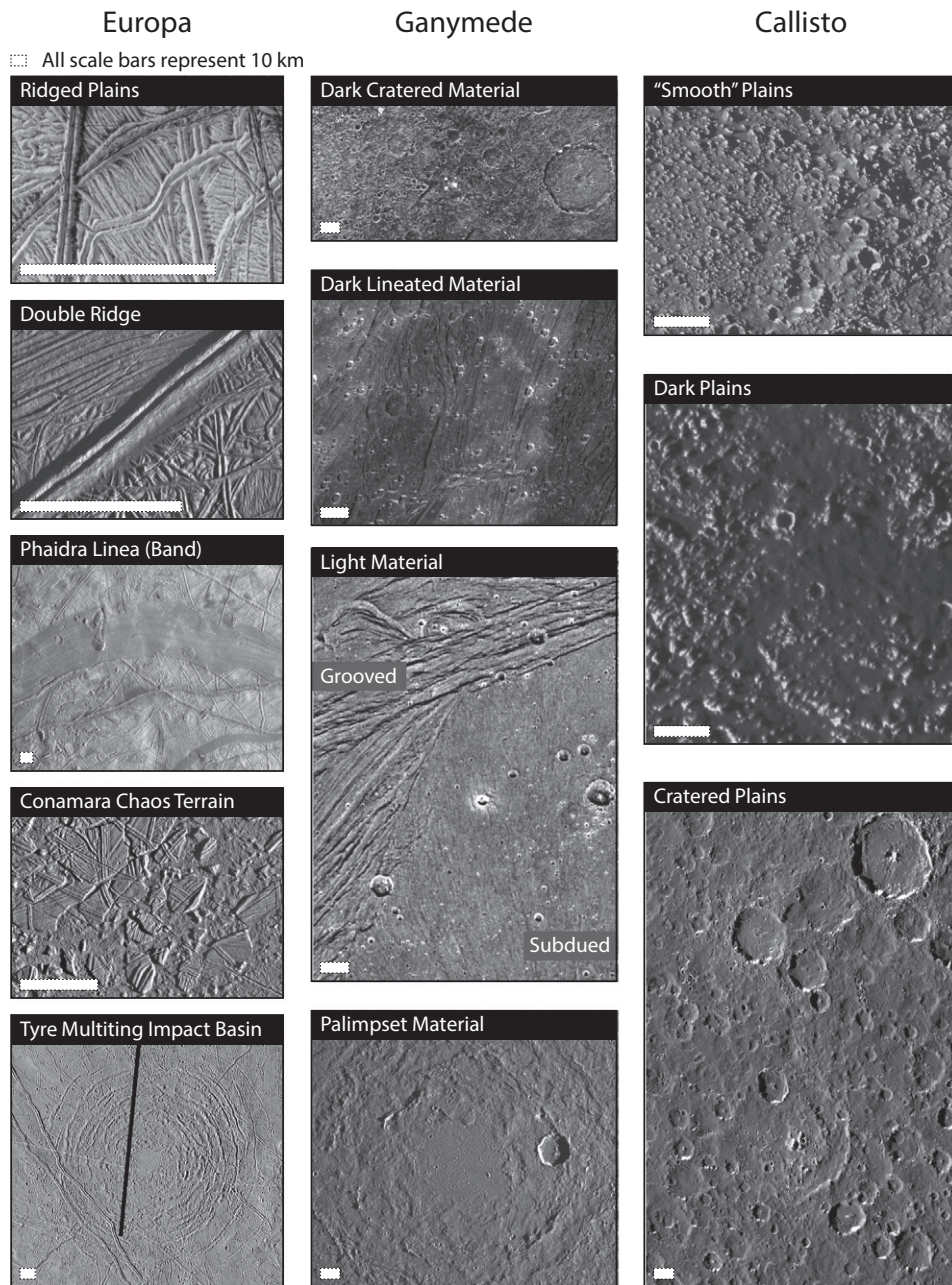 Europa
Ganymede
Callisto
All scale bars represent 10 km
Ridged Plains
Double Ridge
Phaidra Linea (Band)
Conamara Chaos Terrain
Tyre Multiting Impact Basin
Dark Cratered Material
Dark Lineated Material
Light Material
Grooved
Subdued
Palimpset Material
“Smooth” Plains
Dark Plains
Cratered Plains